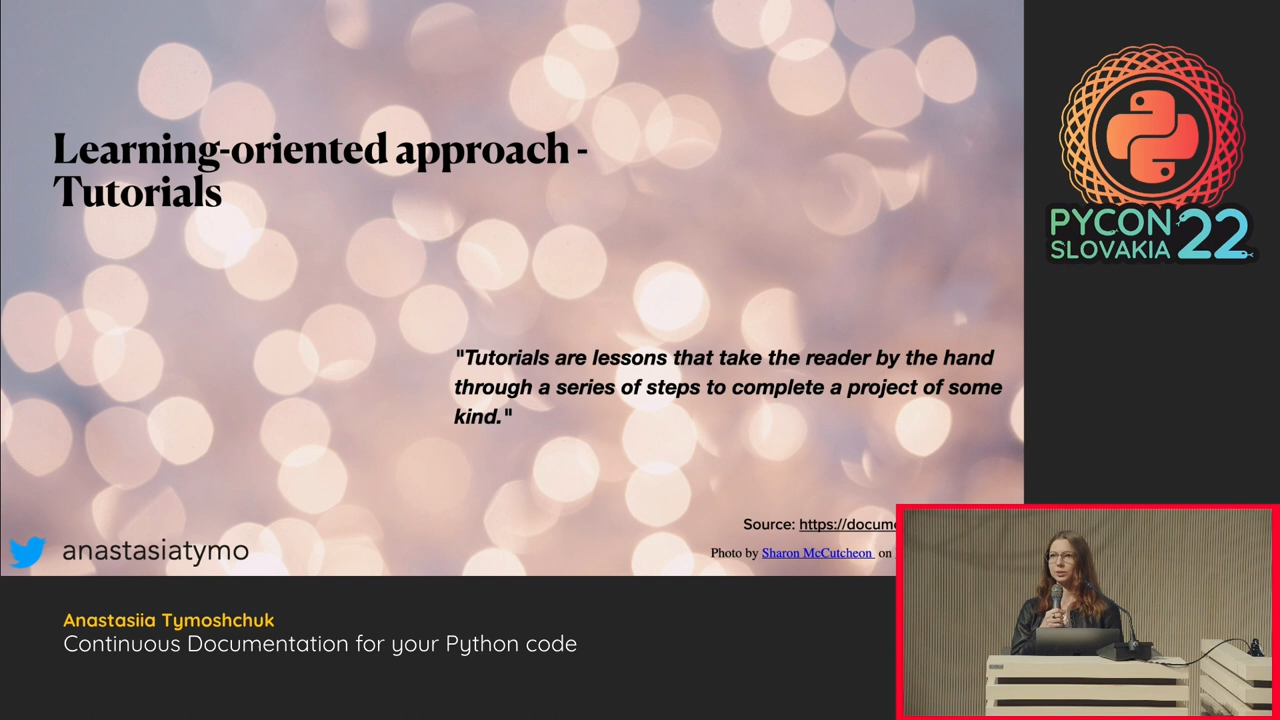 Learning-oriented approach -
Tutorials
"Tutorials are lessons that take the reader by the hand
through a series of steps to complete a project of some
kind."
Source: https://docume
Photo by Sharon McCutcheon on
anastasiatymo
PYCON
SLOVAKIA 22
Anastasiia Tymoshchuk
Continuous Documentation for your Python code